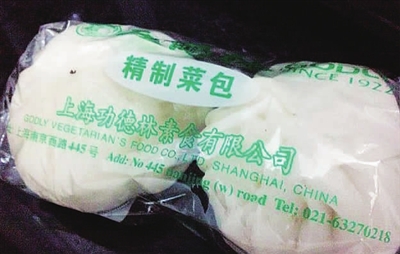 GODLY
SINCE 1922
精制菜包
上海功德林素食有限公司
GODLY VEGETARIAN'S FOOD CO., LTD, SHANGHAI, CHINA
上海南京西路445号
Add: No 445 nanjing (w) road Tel: 021-63270218